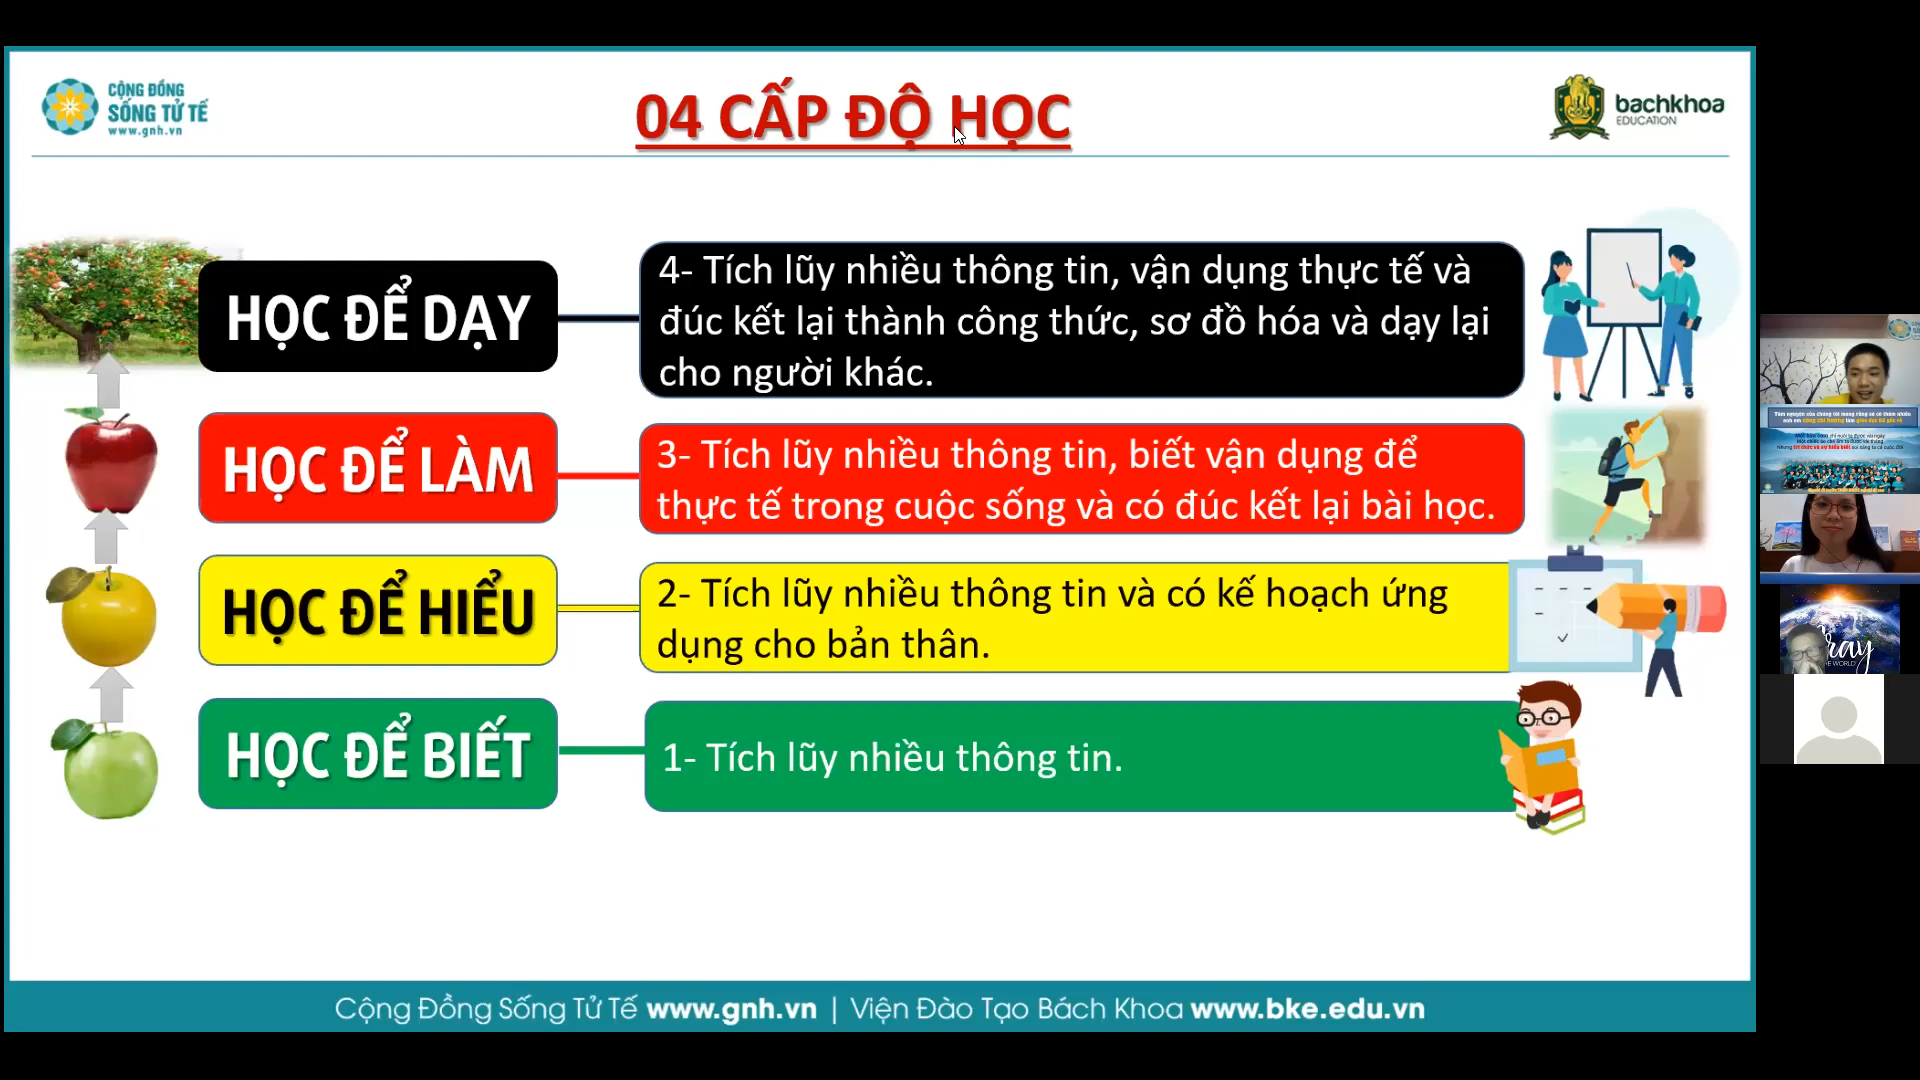 CỘNG ĐỒNG
SỐNG TỬ TẾ
www.gnh.vn
04 CẤP ĐỘ HỌC
bachkhoa
EDUCATION
HỌC ĐỂ DẠY
4- Tích lũy nhiều thông tin, vận dụng thực tế và
đúc kết lại thành công thức, sơ đồ hóa và dạy lại
cho người khác.
HỌC ĐỂ LÀM
3- Tích lũy nhiều thông tin, biết vận dụng để
thực tế trong cuộc sống và có đúc kết lại bài học.
HỌC ĐỂ HIỂU
2- Tích lũy nhiều thông tin và có kế hoạch ứng
dụng cho bản thân.
HỌC ĐỂ BIẾT
1- Tích lũy nhiều thông tin.
Cộng Đồng Sống Tử Tế www.gnh.vn | Viện Đào Tạo Bách Khoa www.bke.edu.vn